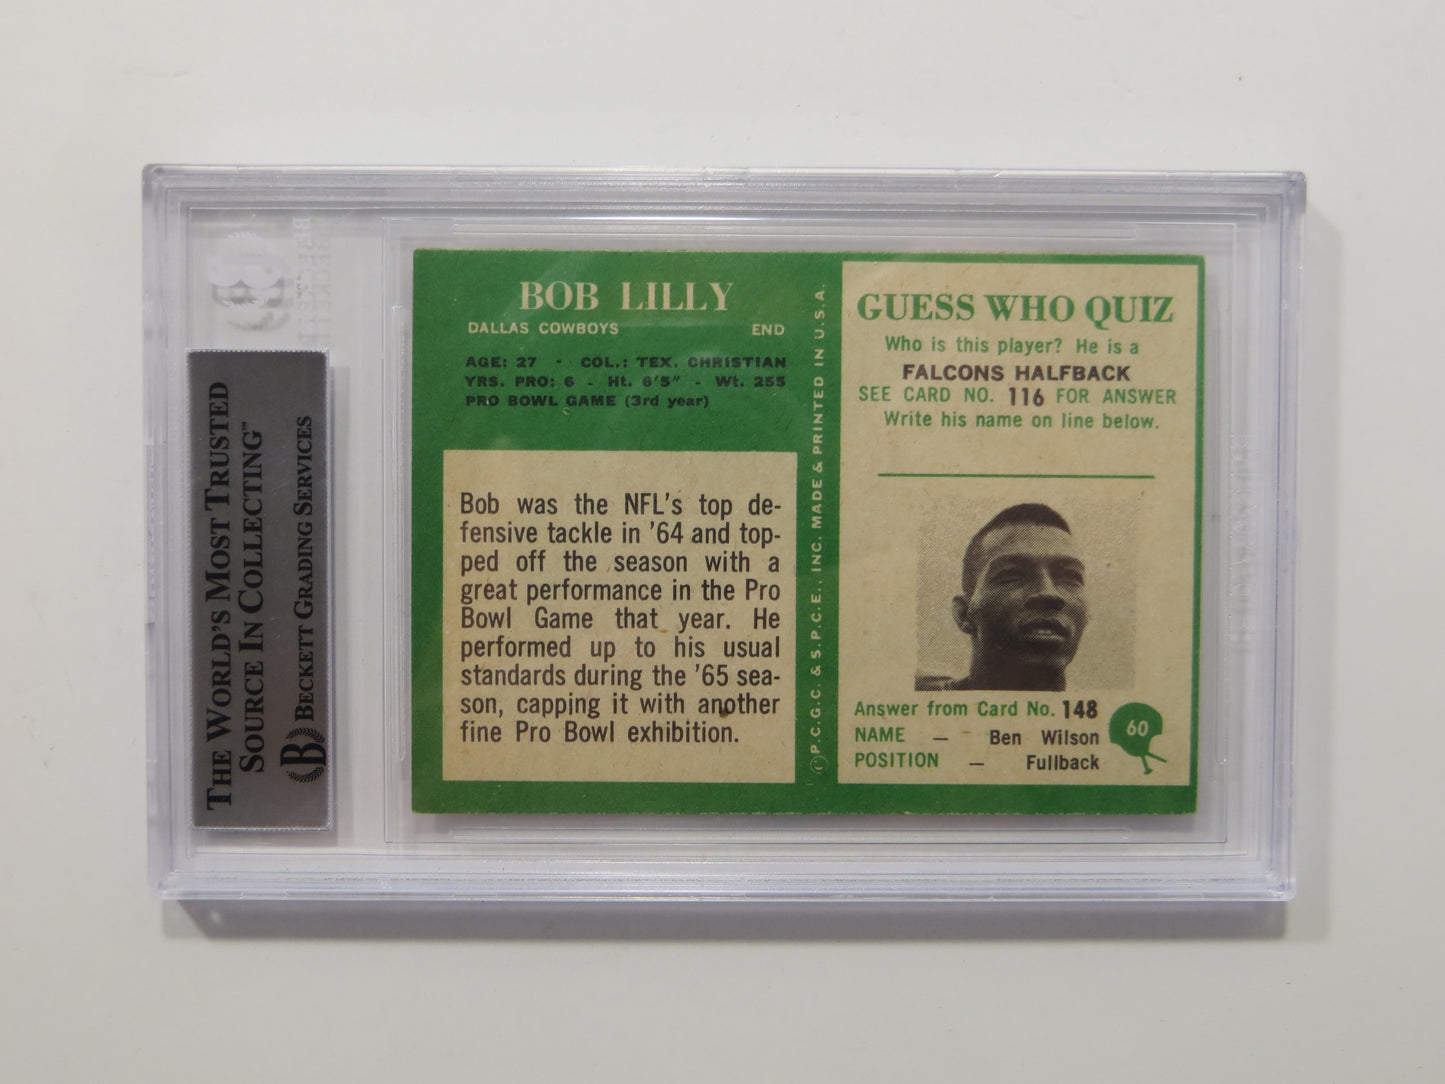 THE WORLD'S MOST TRUSTED
SOURCE IN COLLECTING™
B BECKETT GRADING SERVICES
BOB LILLY
DALLAS COWBOYS END
AGE: 27 - COL.: TEX. CHRISTIAN
YRS. PRO: 6 - Ht. 6'5" - Wt. 255
PRO BOWL GAME (3rd year)
Bob was the NFL's top de-
fensive tackle in '64 and top-
ped off the season with a
great performance in the Pro
Bowl Game that year. He
performed up to his usual
standards during the '65 sea-
son, capping it with another
fine Pro Bowl exhibition.
©P.C.G.C. & S.P.C.E., INC. MADE & PRINTED IN U.S.A.
GUESS WHO QUIZ
Who is this player? He is a
FALCONS HALFBACK
SEE CARD NO. 116 FOR ANSWER
Write his name on line below.
Answer from Card No. 148
NAME — Ben Wilson
POSITION — Fullback
60